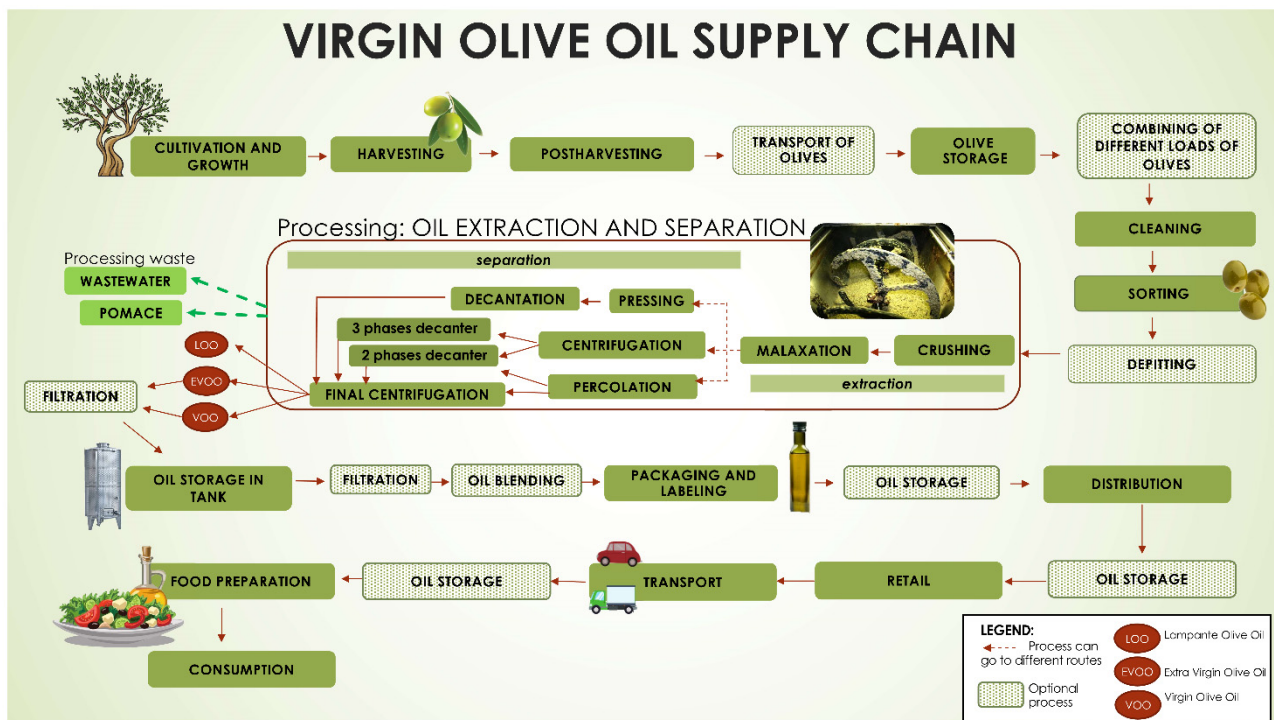 VIRGIN OLIVE OIL SUPPLY CHAIN
CULTIVATION AND
GROWTH
HARVESTING
POSTHARVESTING
TRANSPORT OF
OLIVES
OLIVE
STORAGE
COMBINING OF
DIFFERENT LOADS OF
OLIVES
CLEANING
SORTING
DEPITTING
Processing: OIL EXTRACTION AND SEPARATION
separation
extraction
CRUSHING
MALAXATION
PRESSING
DECANTATION
CENTRIFUGATION
3 phases decanter
2 phases decanter
PERCOLATION
FINAL CENTRIFUGATION
Processing waste
WASTEWATER
POMACE
LOO
EVOO
VOO
FILTRATION
OIL STORAGE IN
TANK
FILTRATION
OIL BLENDING
PACKAGING AND
LABELING
OIL STORAGE
DISTRIBUTION
OIL STORAGE
RETAIL
TRANSPORT
OIL STORAGE
FOOD PREPARATION
CONSUMPTION
LEGEND:
Process can
go to different routes
Optional
process
LOO
Lampante Olive Oil
EVOO
Extra Virgin Olive Oil
VOO
Virgin Olive Oil